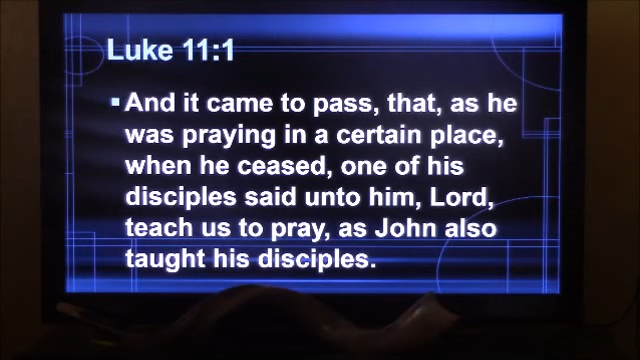 Luke 11:1
▪ And it came to pass, that, as he
was praying in a certain place,
when he ceased, one of his
disciples said unto him, Lord,
teach us to pray, as John also
taught his disciples.